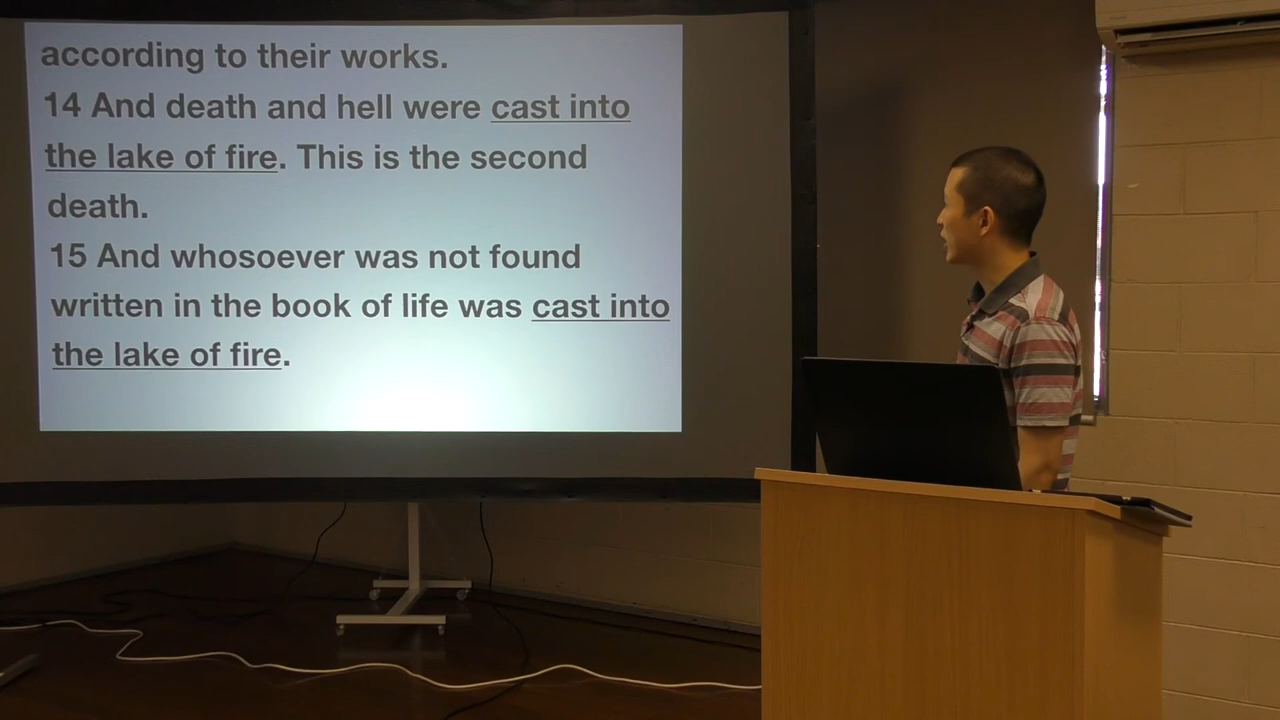 according to their works.
14 And death and hell were cast into
the lake of fire. This is the second
death.
15 And whosoever was not found
written in the book of life was cast into
the lake of fire.